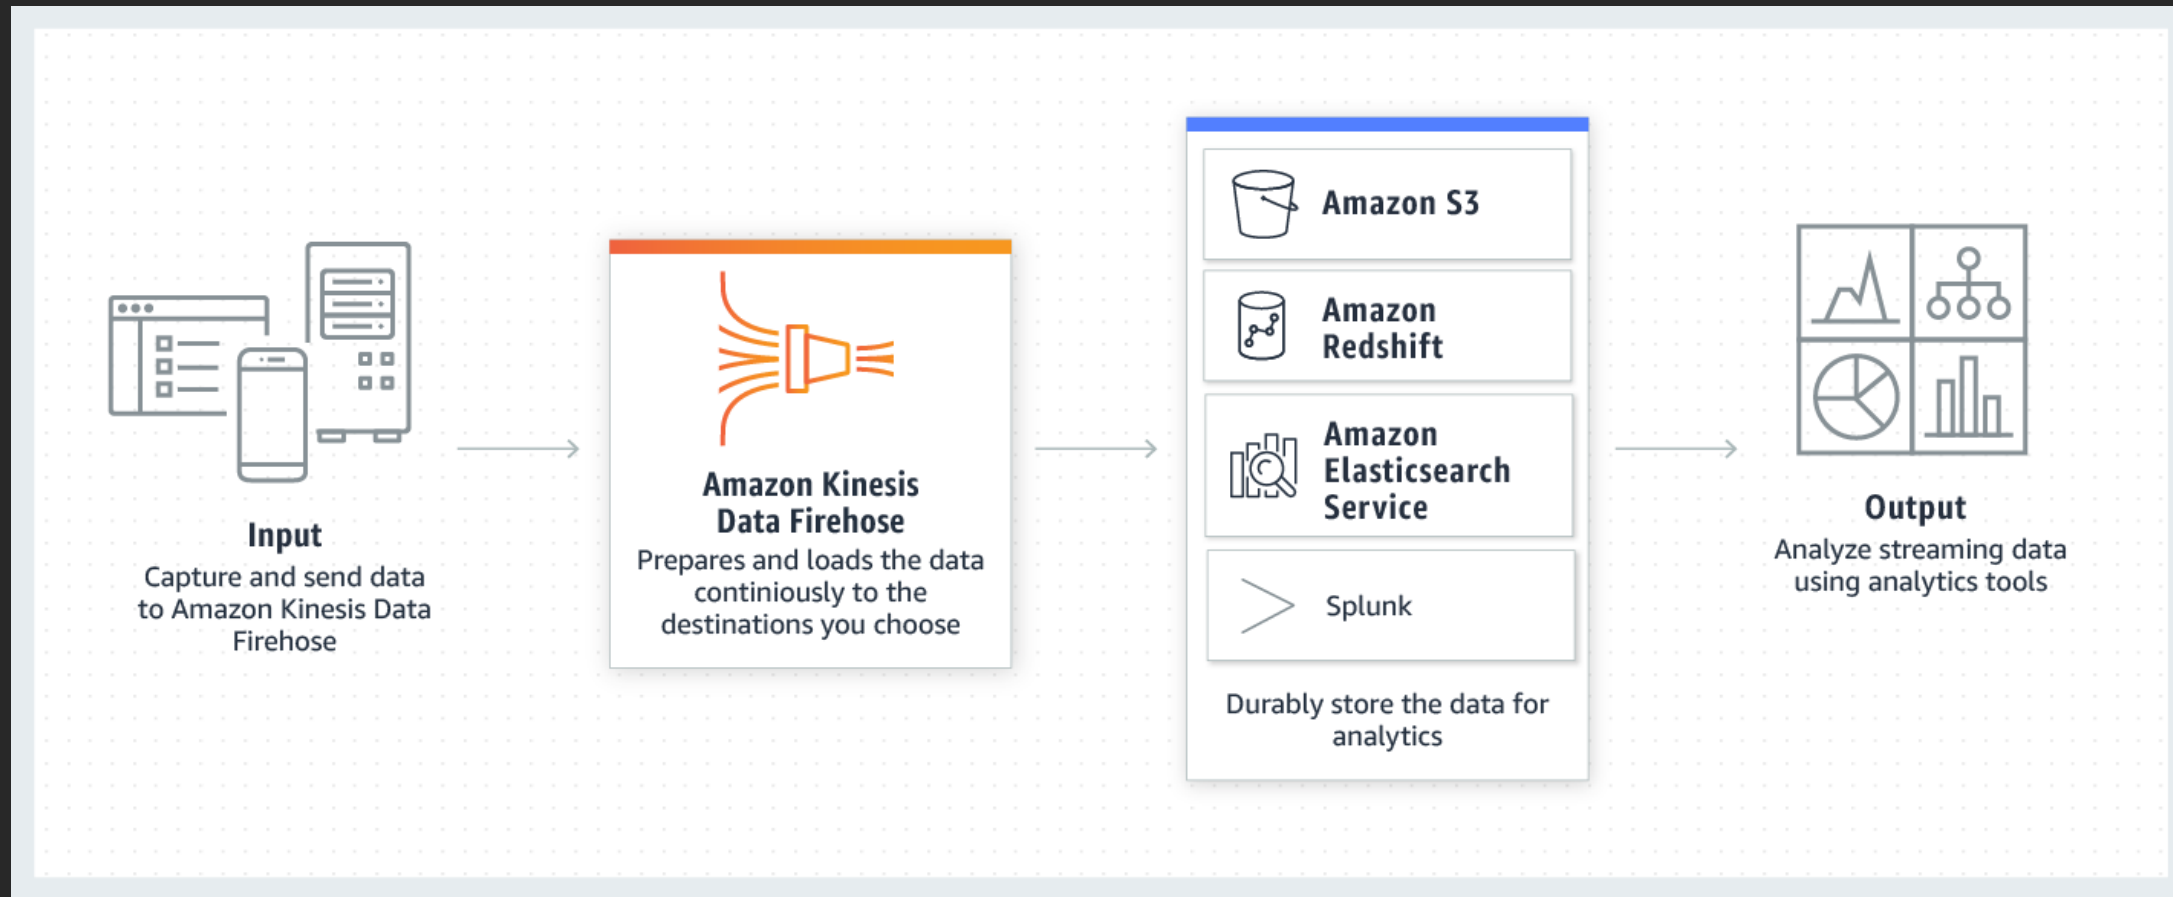 Input
Capture and send data
to Amazon Kinesis Data
Firehose
Amazon Kinesis
Data Firehose
Prepares and loads the data
continiously to the
destinations you choose
Amazon S3
Amazon
Redshift
Amazon
Elasticsearch
Service
Splunk
Durably store the data for
analytics
Output
Analyze streaming data
using analytics tools